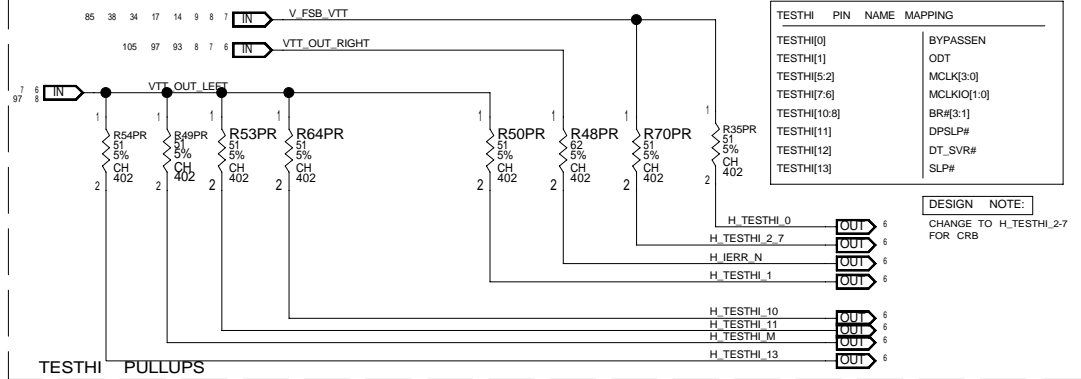 85 38 34 17 14 9 8 7 IN V_FSB_VTT
105 97 93 8 7 6 IN VTT_OUT_RIGHT
7 6
97 8 IN VTT_OUT_LEFT
1 R54PR 51 5% CH 402 2
1 R49PR 51 5% CH 402 2
1 R53PR 51 5% CH 402 2
1 R64PR 51 5% CH 402 2
1 R50PR 51 5% CH 402 2
1 R48PR 62 5% CH 402 2
1 R70PR 51 5% CH 402 2
1 R35PR 51 5% CH 402 2
TESTHI PIN NAME MAPPING
TESTHI[0] BYPASSEN
TESTHI[1] ODT
TESTHI[5:2] MCLK[3:0]
TESTHI[7:6] MCLKIO[1:0]
TESTHI[10:8] BR#[3:1]
TESTHI[11] DPSLP#
TESTHI[12] DT_SVR#
TESTHI[13] SLP#
DESIGN NOTE:
CHANGE TO H_TESTHI_2-7
FOR CRB
H_TESTHI_0 OUT 6
H_TESTHI_2_7 OUT 6
H_IERR_N OUT 6
H_TESTHI_1 OUT 6
H_TESTHI_10 OUT 6
H_TESTHI_11 OUT 6
H_TESTHI_M OUT 6
H_TESTHI_13 OUT 6
TESTHI PULLUPS